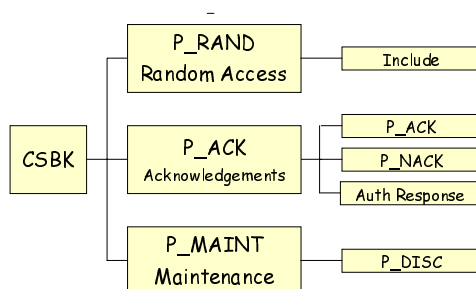 P_RAND
Random Access
Include
CSBK
P_ACK
Acknowledgements
P_ACK
P_NACK
Auth Response
P_MAINT
Maintenance
P_DISC